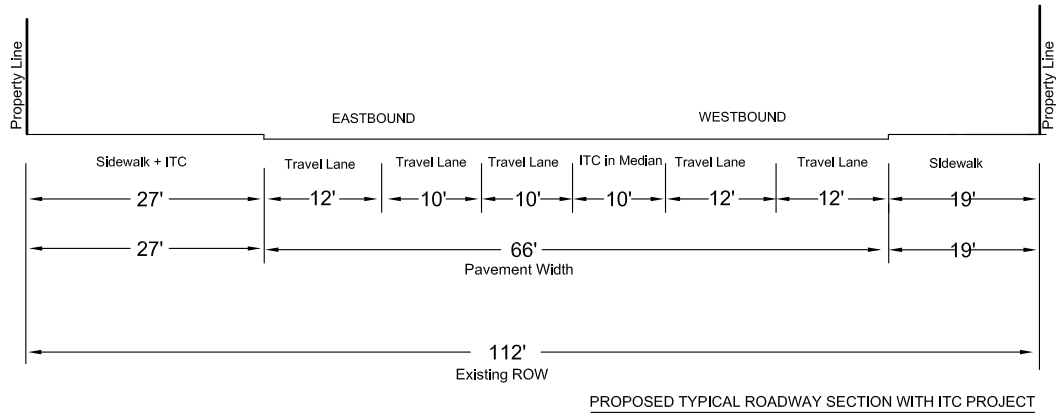 Property Line
Property Line
EASTBOUND
WESTBOUND
Sidewalk + ITC
Travel Lane
Travel Lane
Travel Lane
ITC in Median
Travel Lane
Travel Lane
SIdewalk
27'
12'
10'
10'
10'
12'
12'
19'
27'
66'
19'
Pavement Width
112'
Existing ROW
PROPOSED TYPICAL ROADWAY SECTION WITH ITC PROJECT